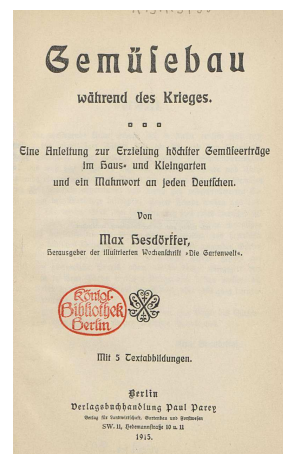 Gemüsebau
während des Krieges.
Eine Anleitung zur Erzielung höchster Gemüseerträge
im Haus- und Kleingarten
und ein Mahnwort an jeden Deutschen.
Von
Max Hesdörffer,
Herausgeber der illustrierten Wochenschrift »Die Gartenwelt«.
Königl.
Bibliothek
Berlin
Mit 5 Textabbildungen.
Berlin
Verlagsbuchhandlung Paul Parey
Verlag für Landwirtschaft, Gartenbau und Forstwesen
SW. 11, Hedemannstraße 10 u. 11
1915.